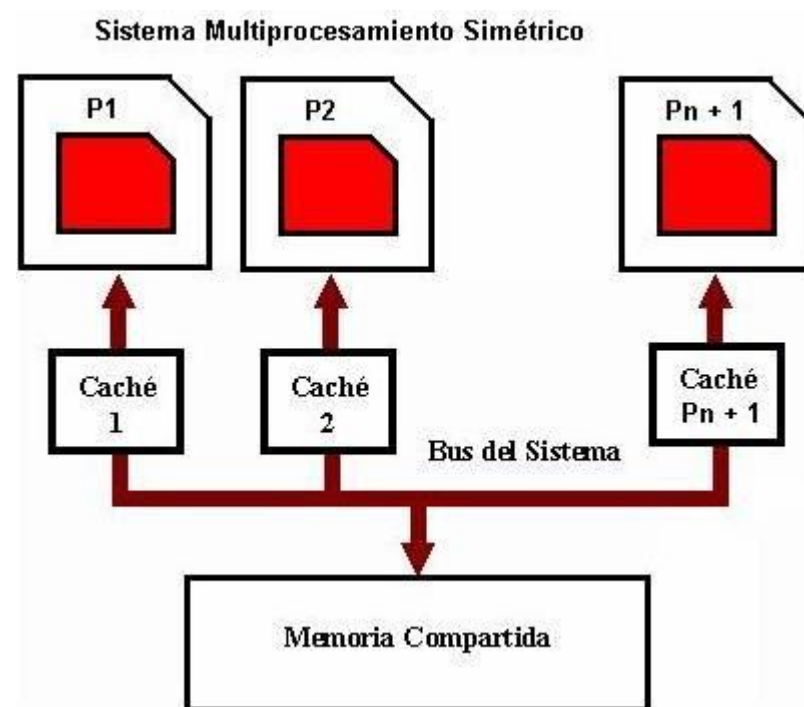 Sistema Multiprocesamiento Simétrico
P1
P2
Pn + 1
Caché
1
Caché
2
Caché
Pn + 1
Bus del Sistema
Memoria Compartida